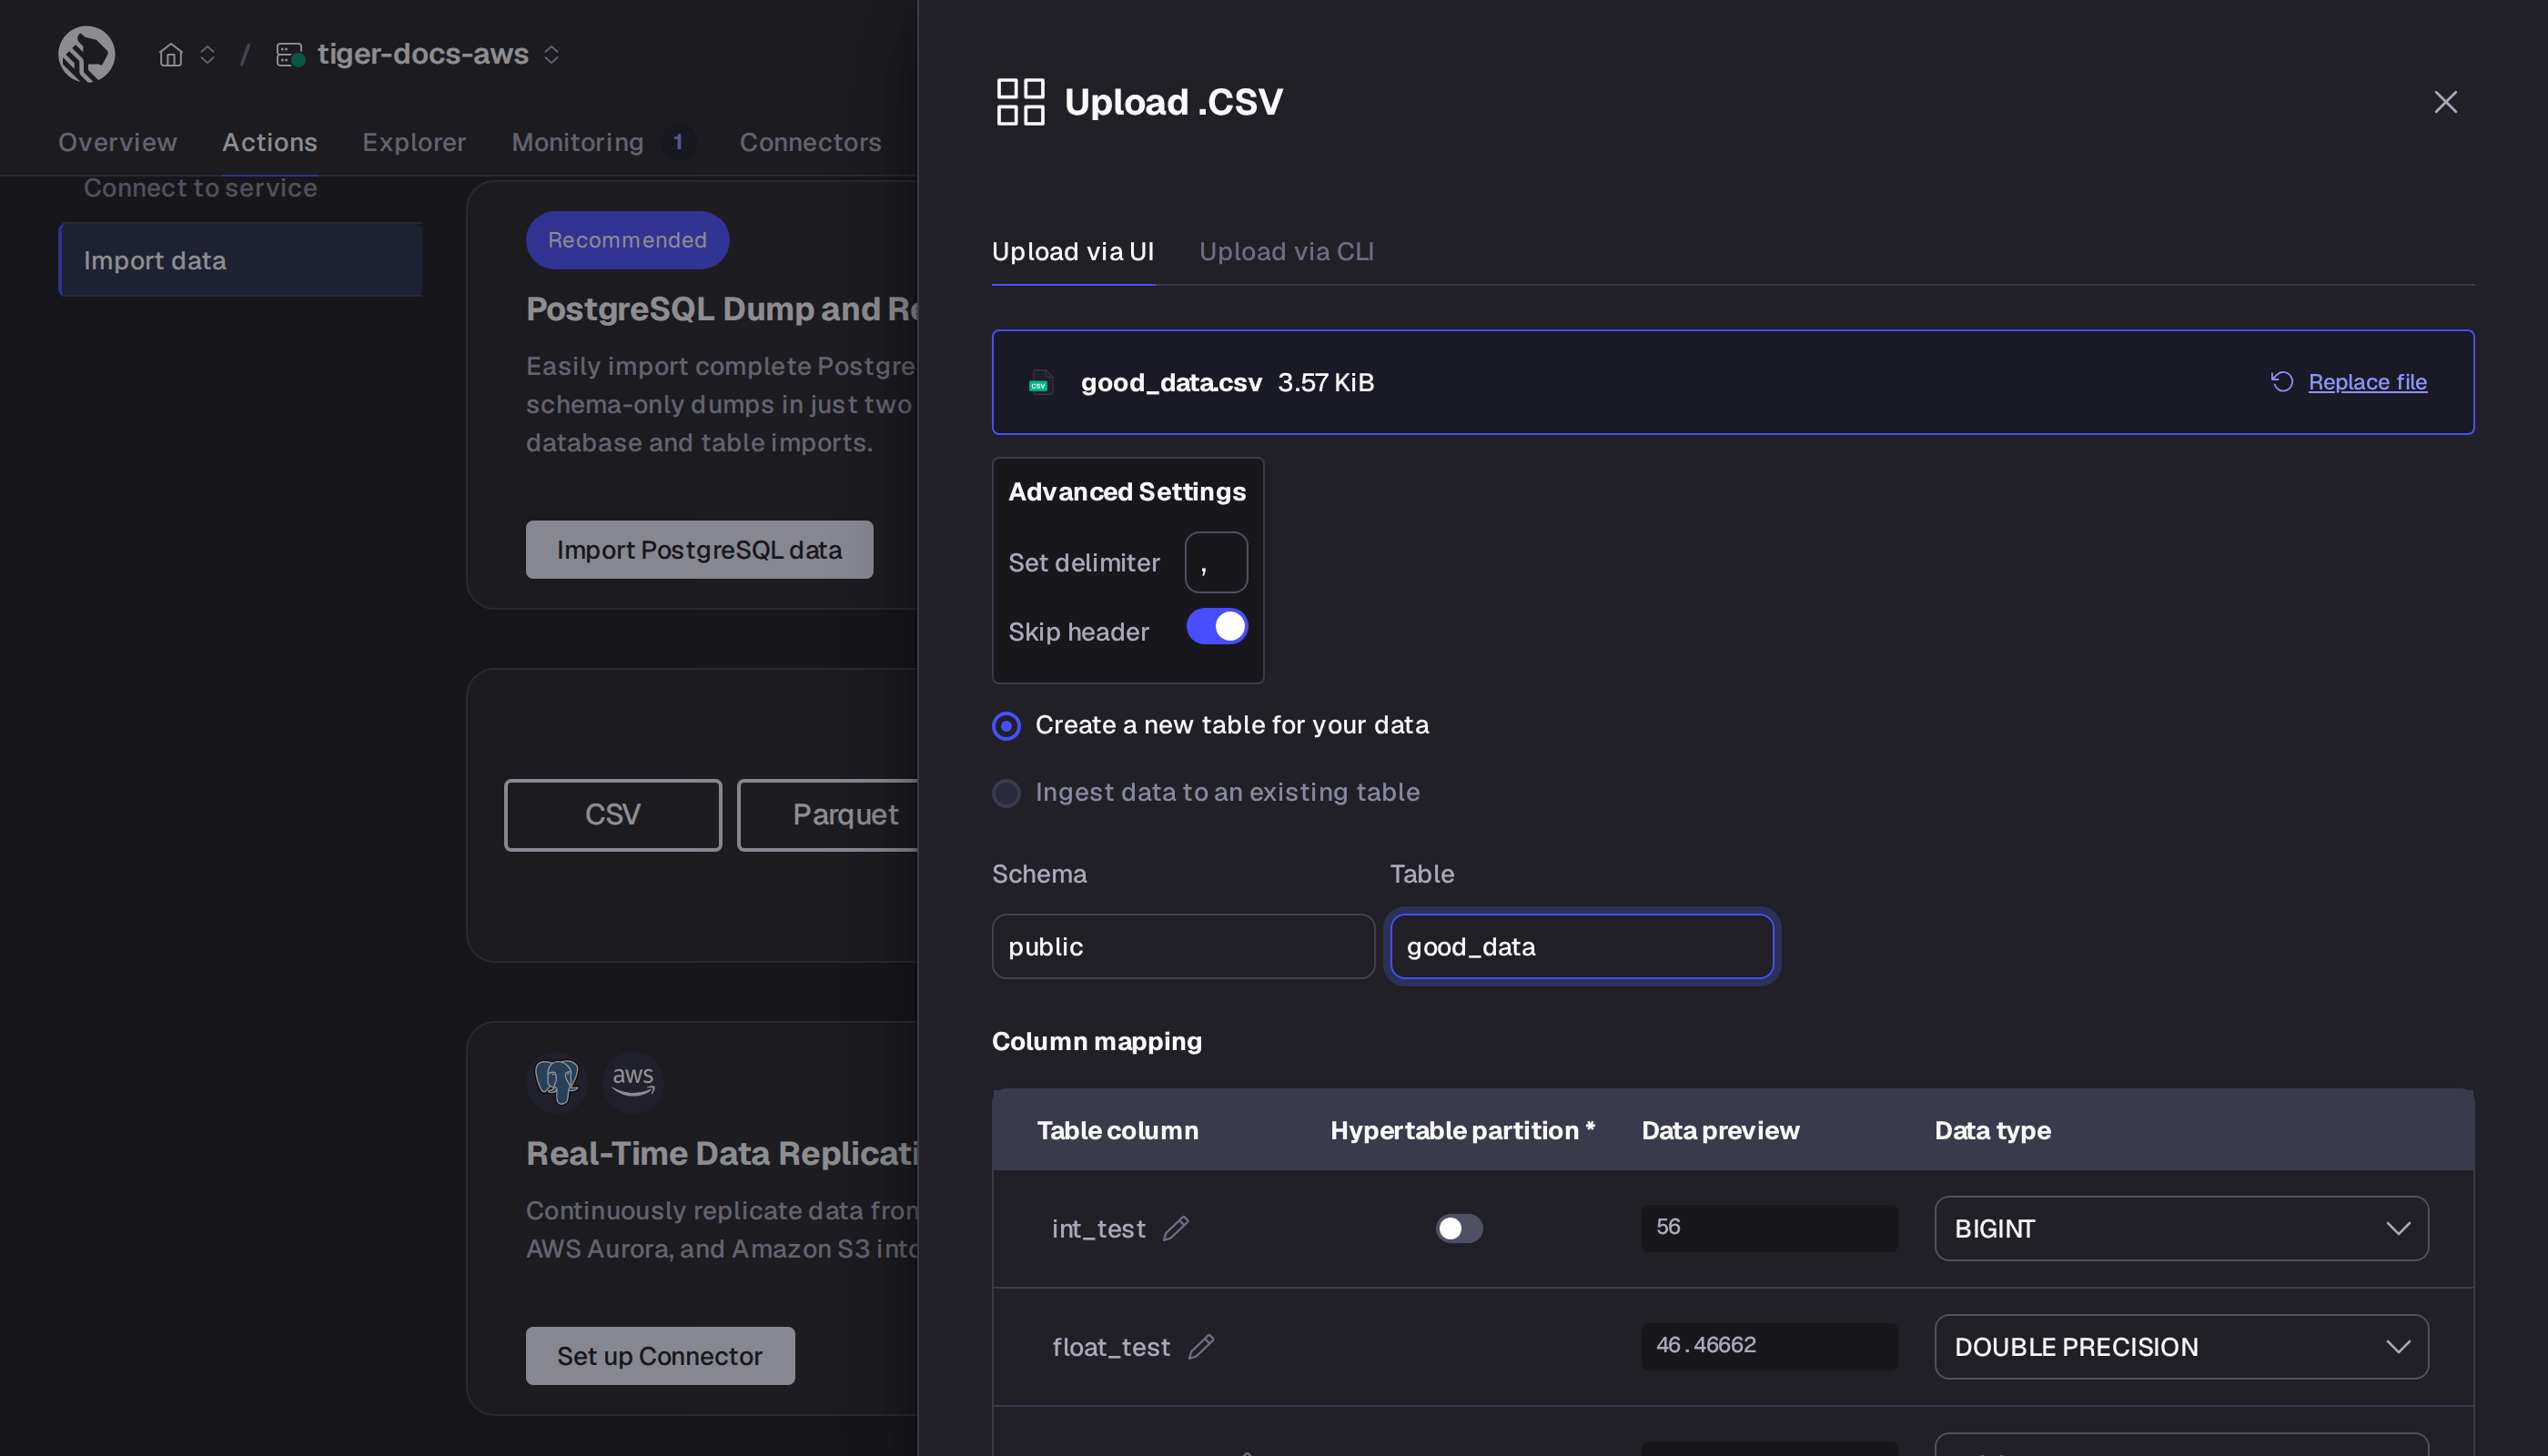 tiger-docs-aws
Overview
Actions
Explorer
Monitoring 1
Connectors
Connect to service
Import data
Recommended
PostgreSQL Dump and Re
Easily import complete Postgre
schema-only dumps in just two
database and table imports.
Import PostgreSQL data
CSV
Parquet
aws
Real-Time Data Replicati
Continuously replicate data from
AWS Aurora, and Amazon S3 into
Set up Connector
Upload .CSV
Upload via UI
Upload via CLI
CSV
good_data.csv 3.57 KiB
Replace file
Advanced Settings
Set delimiter ,
Skip header
Create a new table for your data
Ingest data to an existing table
Schema
Table
public
good_data
Column mapping
Table column Hypertable partition * Data preview Data type
int_test 56 BIGINT
float_test 46.46662 DOUBLE PRECISION